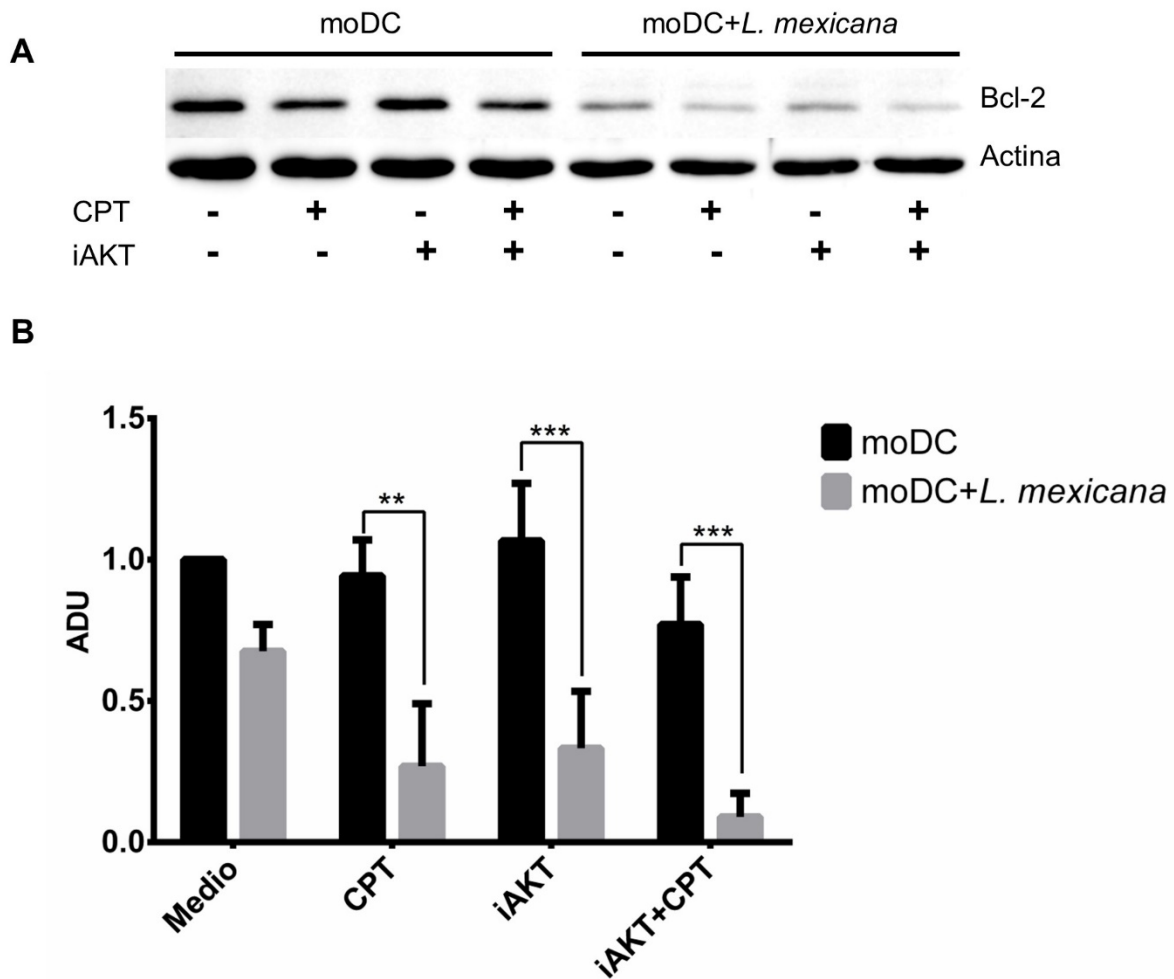 A
moDC moDC+L. mexicana
Bcl-2
Actina
CPT - + - + - + - +
iAKT - - + + - - + +
B
1.5
1.0
0.5
0.0
ADU
** *** ***
moDC
moDC+L. mexicana
Medio CPT iAKT iAKT+CPT